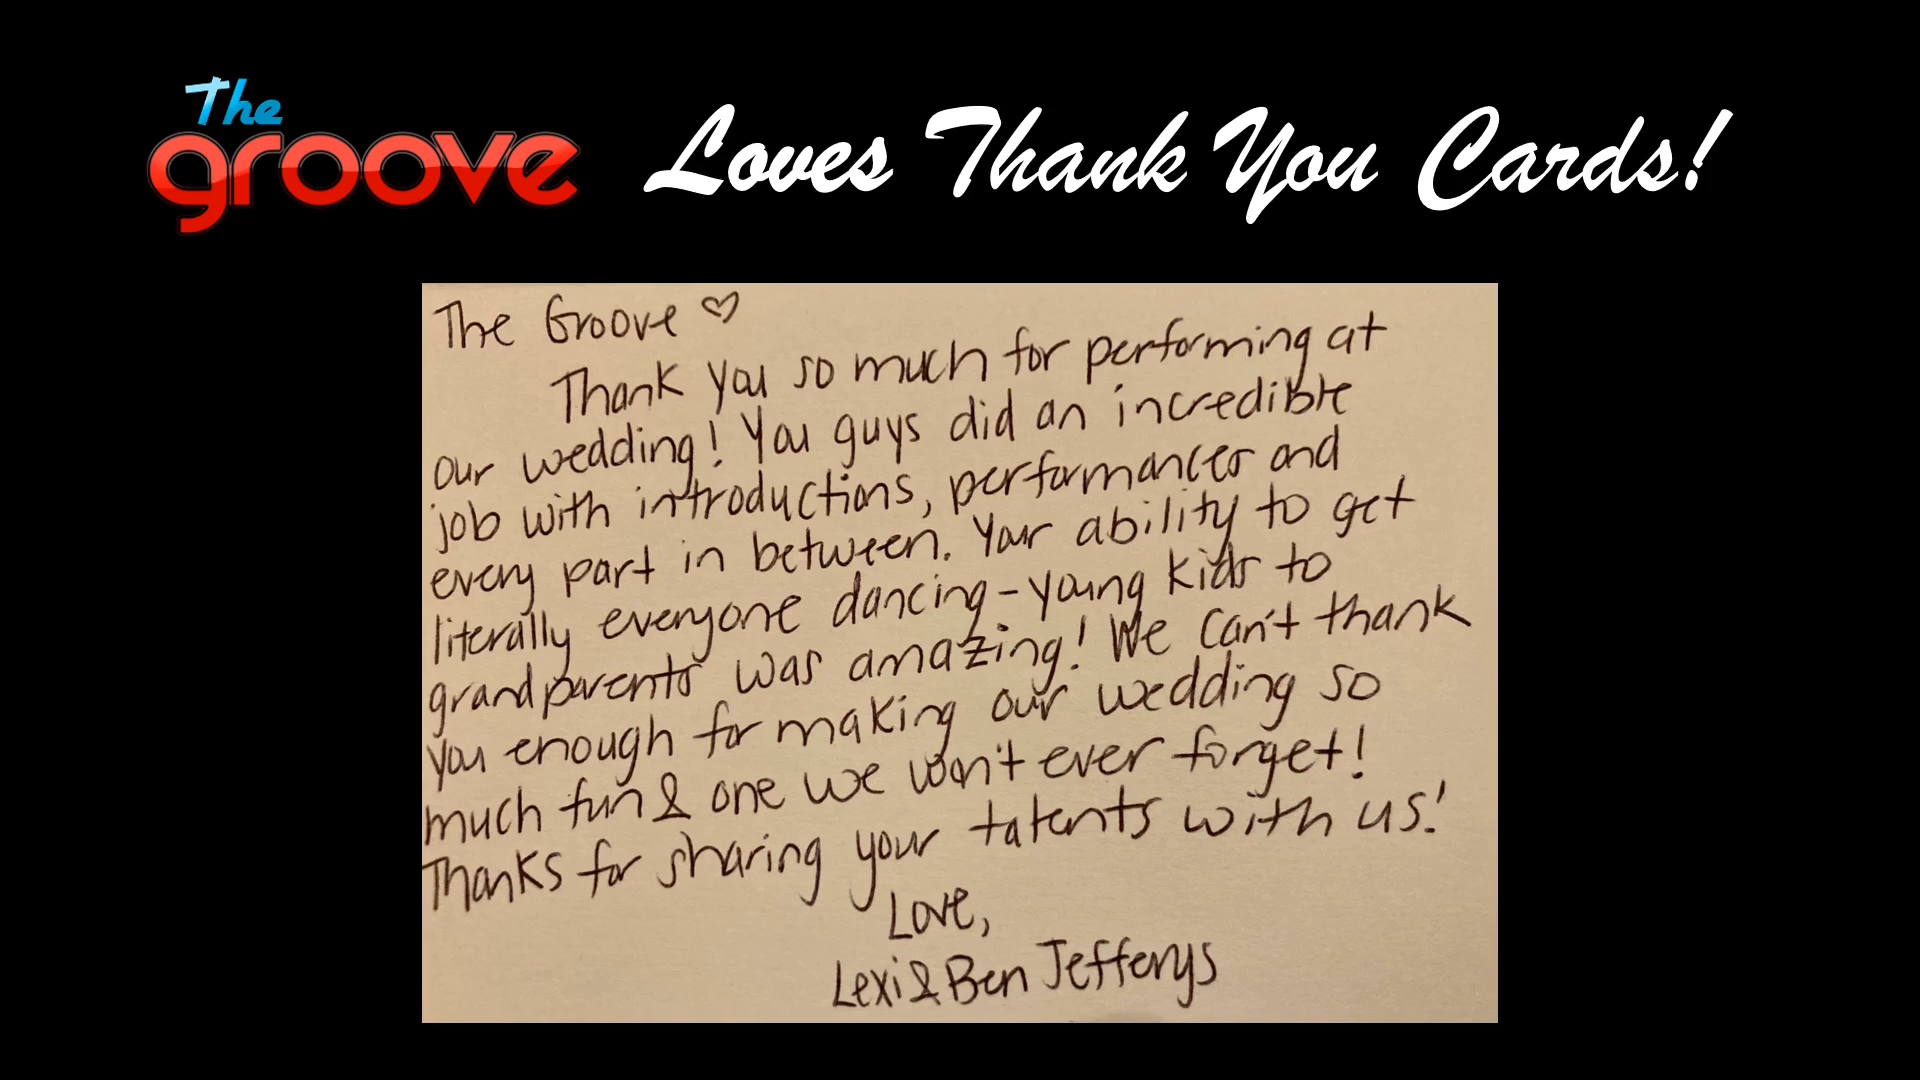 The groove Loves Thank You Cards!
The Groove ♡
Thank you so much for performing at
our wedding! You guys did an incredible
job with introductions, performances and
every part in between. Your ability to get
literally everyone dancing - young kids to
grandparents was amazing! We can't thank
you enough for making our wedding so
much fun & one we won't ever forget!
Thanks for sharing your talents with us!
Love,
Lexi & Ben Jefferys